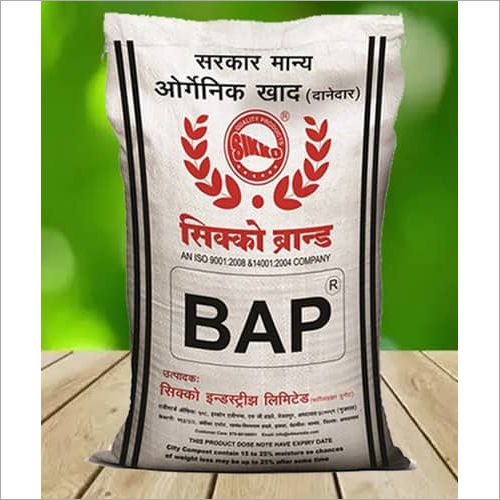 सरकार मान्य
ओर्गेनिक खाद (दानेदार)
QUALITY PRODUCTS
®
SIKKO
सिक्को ब्रान्ड
AN ISO 9001:2008 &14001:2004 COMPANY
BAP®
उत्पादक:
सिक्को इन्डस्ट्रीझ लिमिटेड
THIS PRODUCT DOSE NOTE HAVE EXPIRY DATE
City Compost contain 15 to 25% moisture so chances
of weight loss may be up to 25% after some time